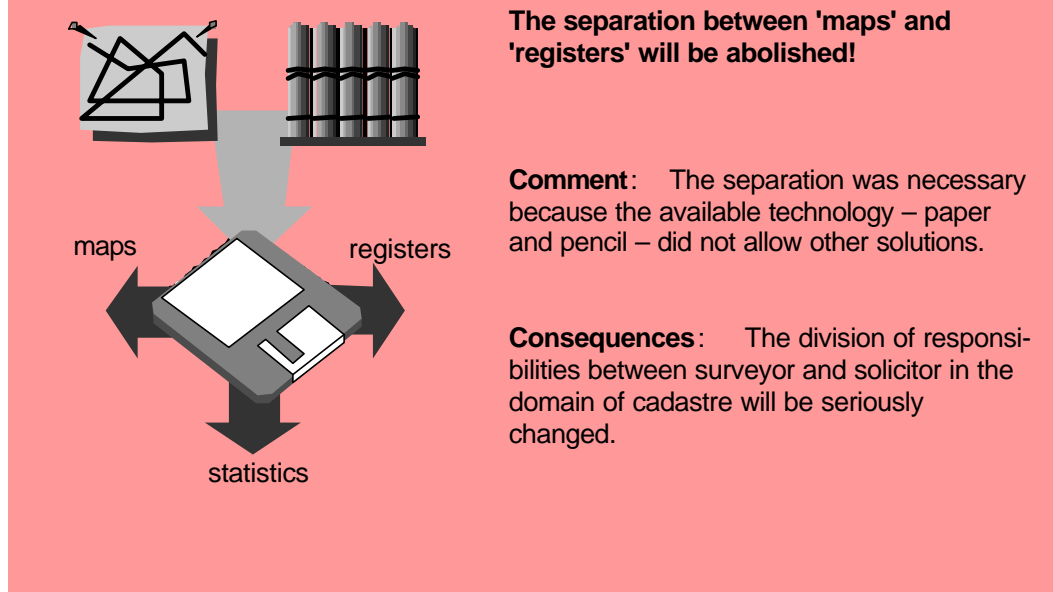 The separation between 'maps' and
'registers' will be abolished!
Comment: The separation was necessary
because the available technology – paper
and pencil – did not allow other solutions.
Consequences: The division of responsi-
bilities between surveyor and solicitor in the
domain of cadastre will be seriously
changed.
maps
registers
statistics